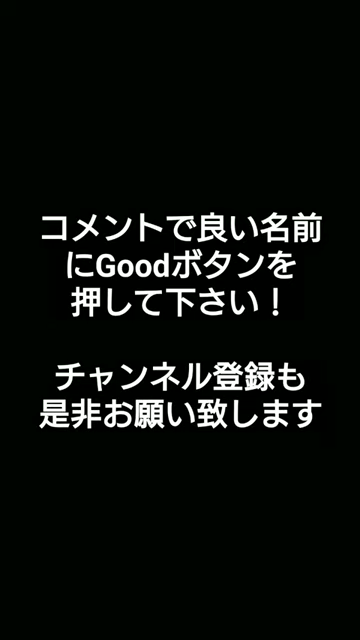 コメントで良い名前
にGoodボタンを
押して下さい！
チャンネル登録も
是非お願い致します